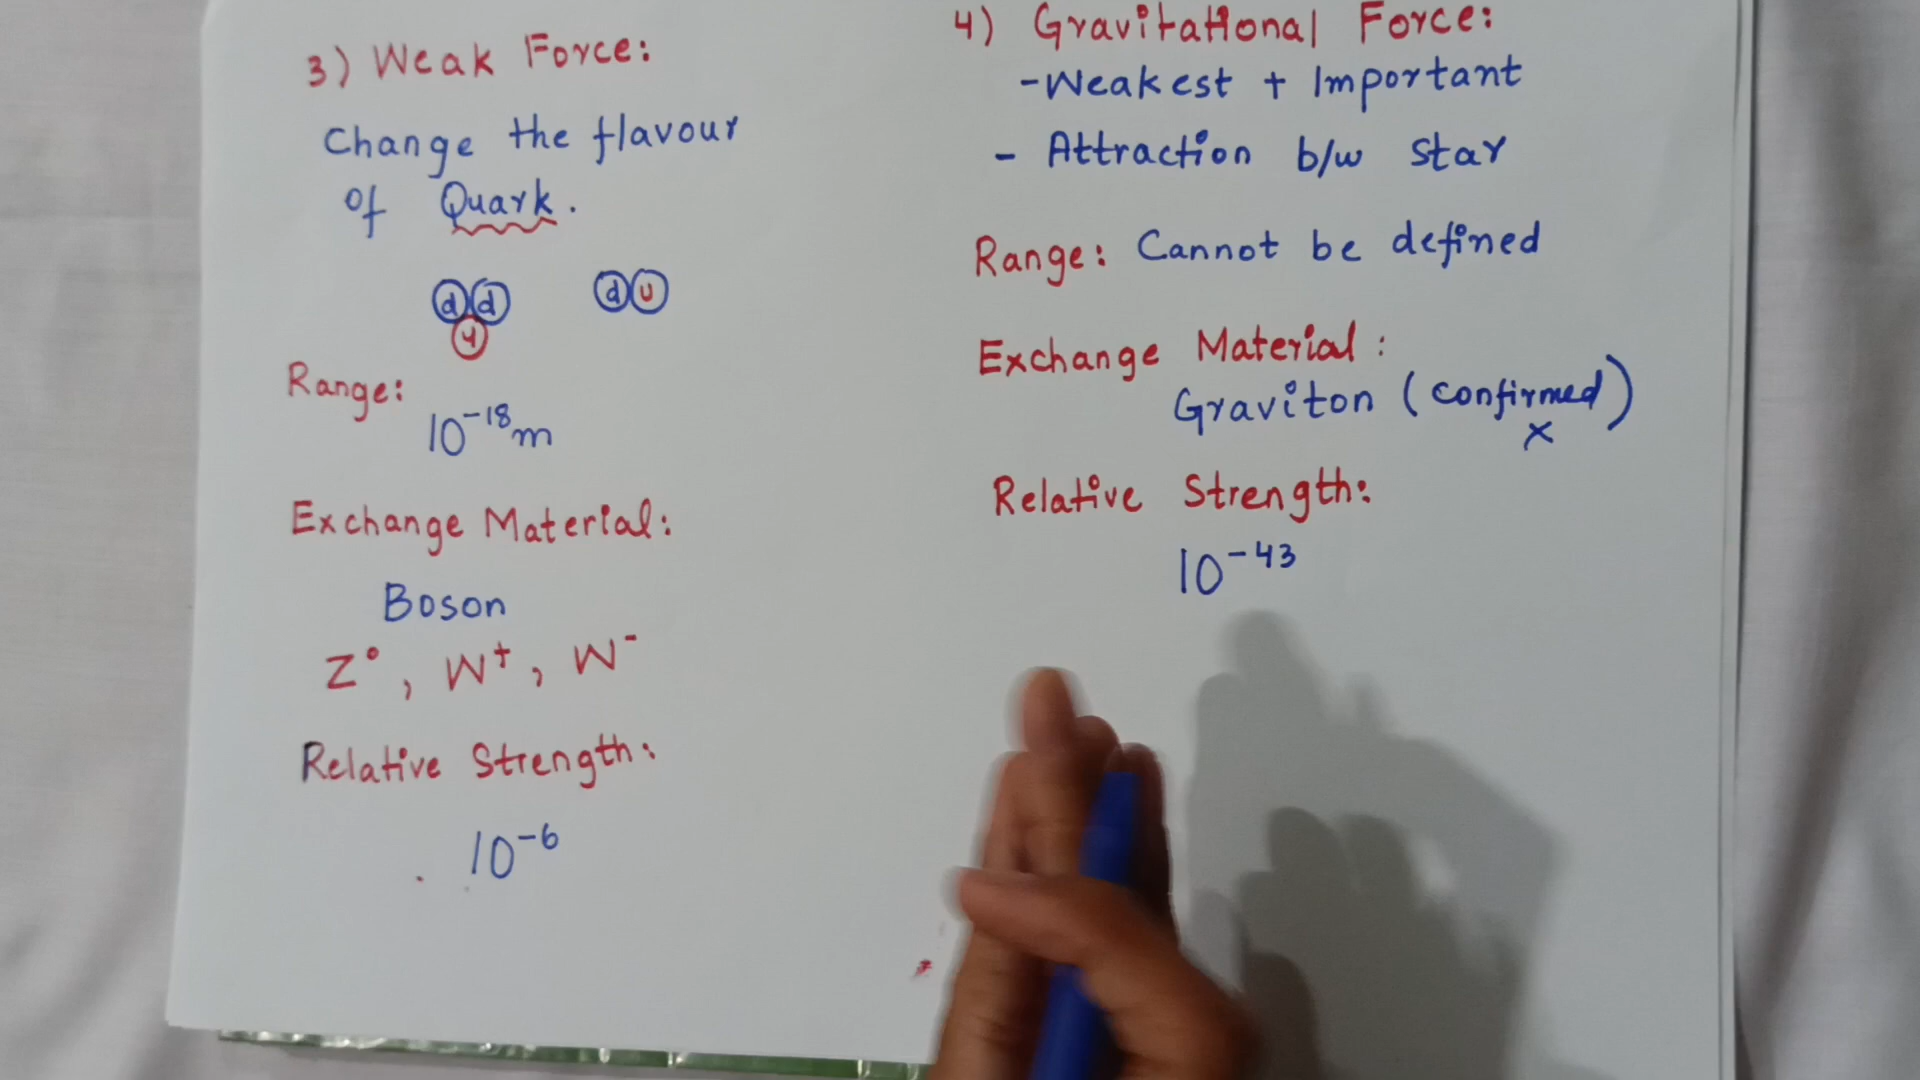 3) Weak Force:
Change the flavour
of Quark.
d d d u
u
Range:
10⁻¹⁸m
Exchange Material:
Boson
Z°, W⁺, W⁻
Relative Strength:
10⁻⁶
4) Gravitational Force:
-Weakest + Important
- Attraction b/w star
Range: Cannot be defined
Exchange Material:
Graviton (confirmed)
x
Relative Strength:
10⁻⁴³